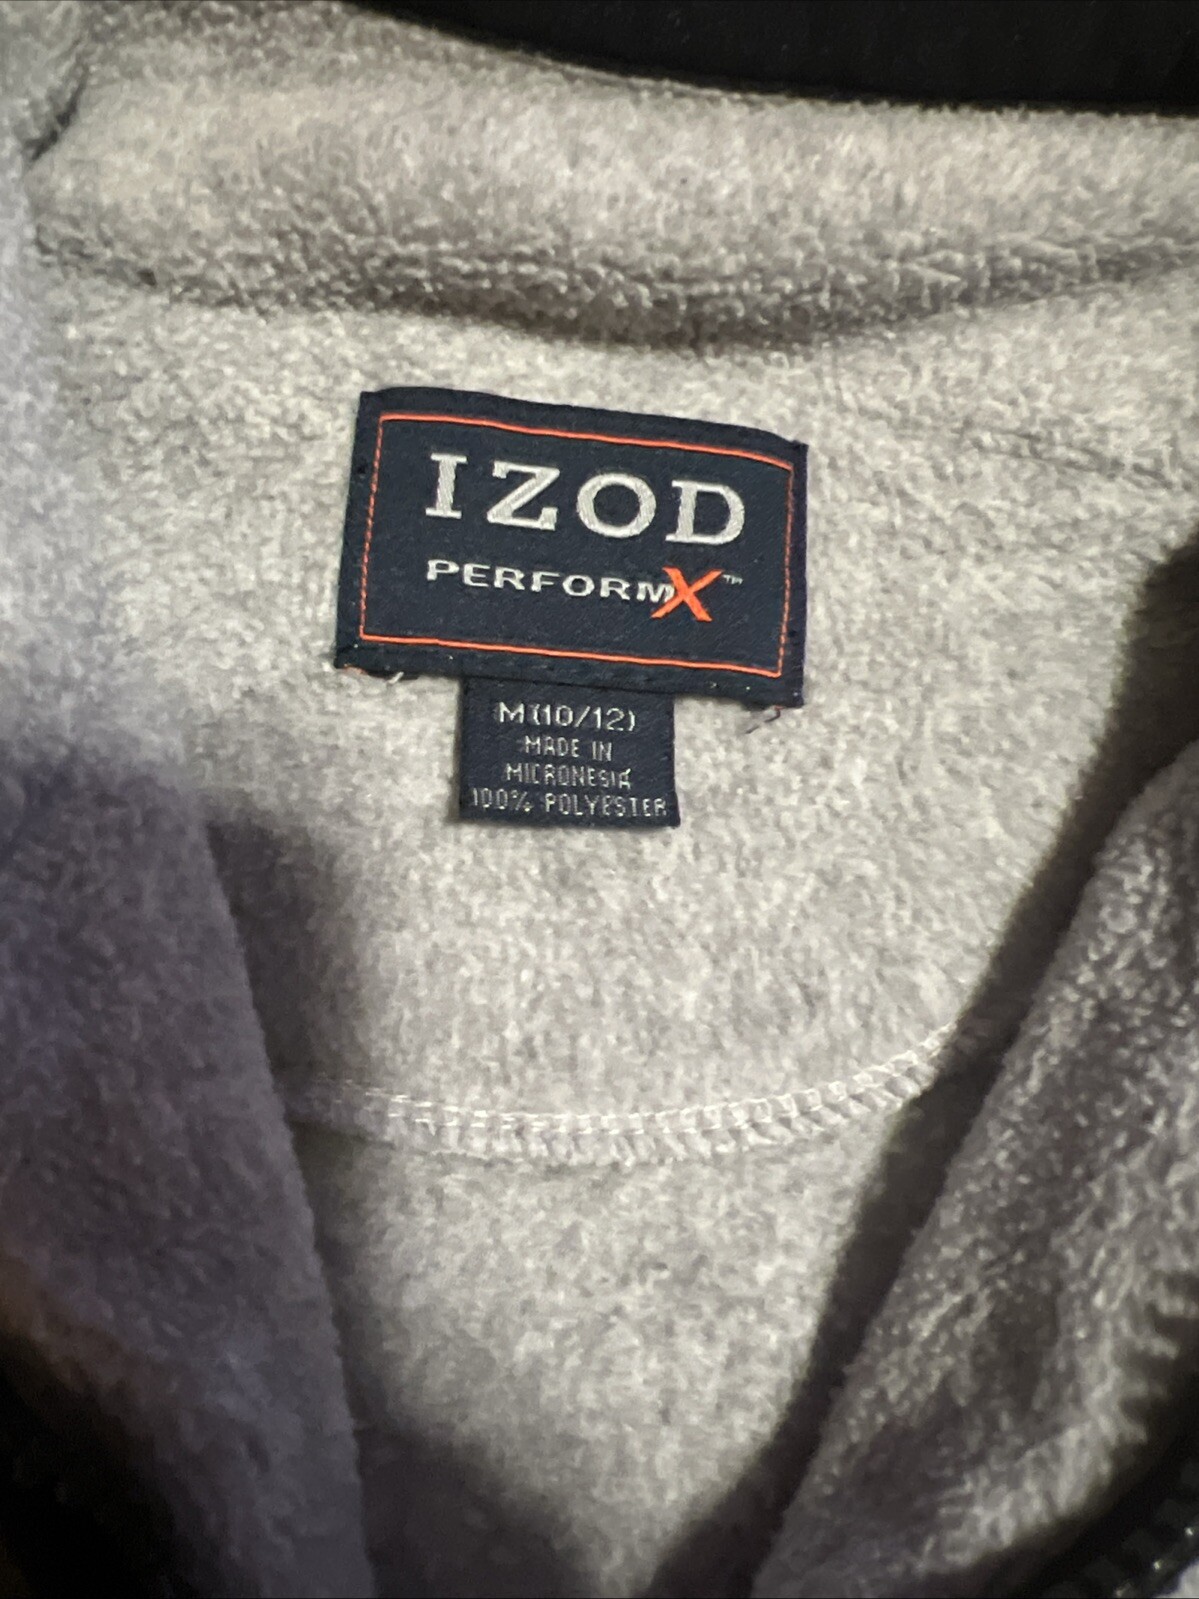 IZOD
PERFORMX™
M(10/12)
MADE IN
MICRONESIA
100% POLYESTER